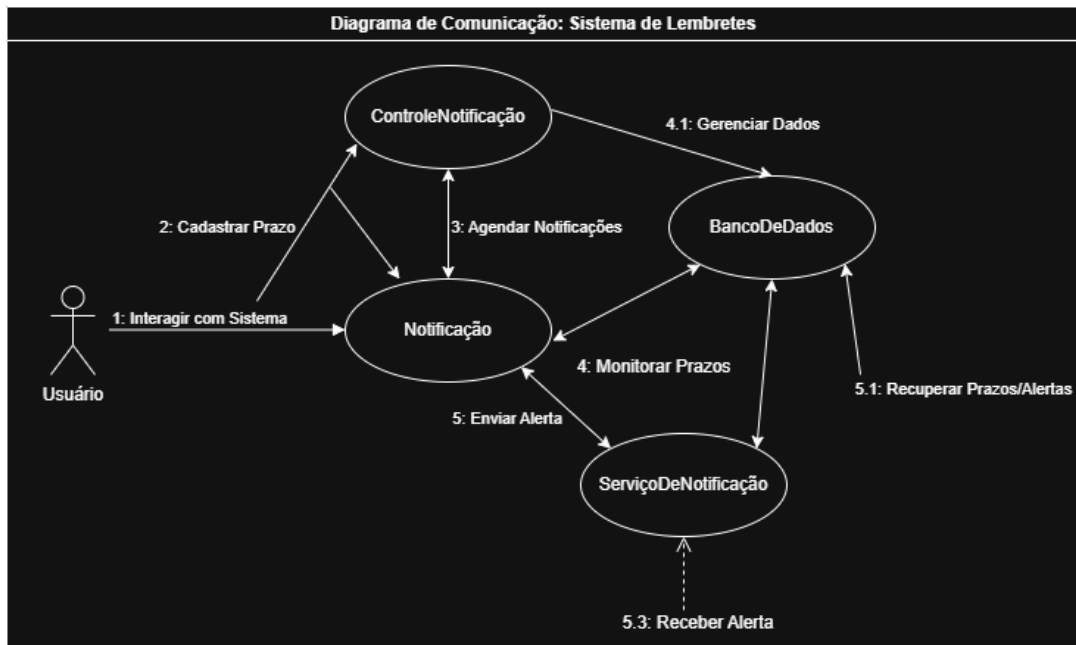 Diagrama de Comunicação: Sistema de Lembretes
ControleNotificação
4.1: Gerenciar Dados
2: Cadastrar Prazo
3: Agendar Notificações
BancoDeDados
1: Interagir com Sistema
Notificação
4: Monitorar Prazos
Usuário
5.1: Recuperar Prazos/Alertas
5: Enviar Alerta
ServiçoDeNotificação
5.3: Receber Alerta